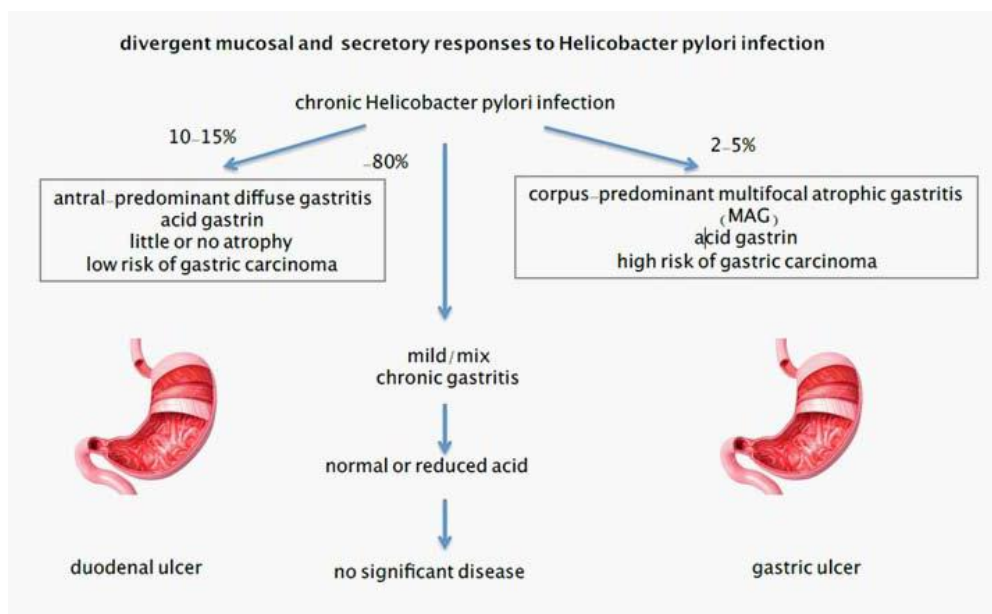 divergent mucosal and secretory responses to Helicobacter pylori infection
chronic Helicobacter pylori infection
10-15%
-80%
2-5%
antral-predominant diffuse gastritis
acid gastrin
little or no atrophy
low risk of gastric carcinoma
corpus-predominant multifocal atrophic gastritis
(MAG)
acid gastrin
high risk of gastric carcinoma
mild/mix
chronic gastritis
normal or reduced acid
duodenal ulcer
no significant disease
gastric ulcer